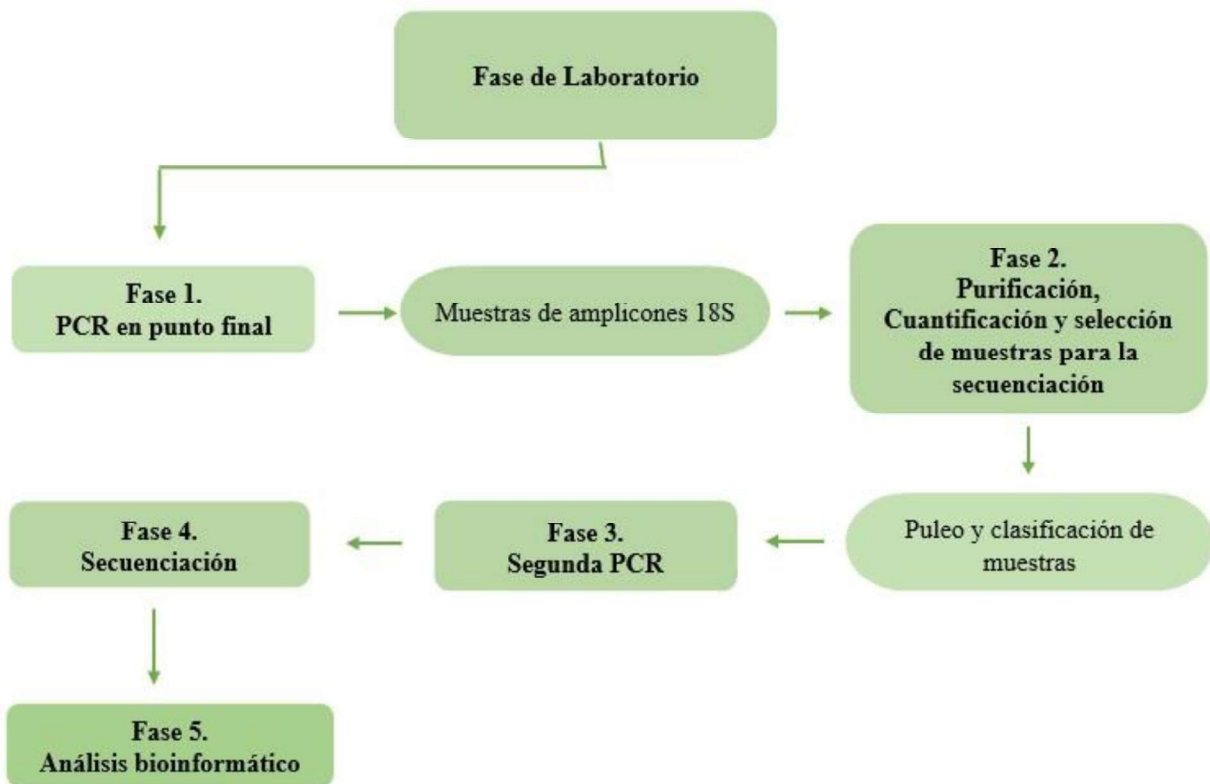 Fase de Laboratorio
Fase 1.
PCR en punto final
Muestras de amplicones 18S
Fase 2.
Purificación,
Cuantificación y selección
de muestras para la
secuenciación
Puleo y clasificación de
muestras
Fase 3.
Segunda PCR
Fase 4.
Secuenciación
Fase 5.
Análisis bioinformático